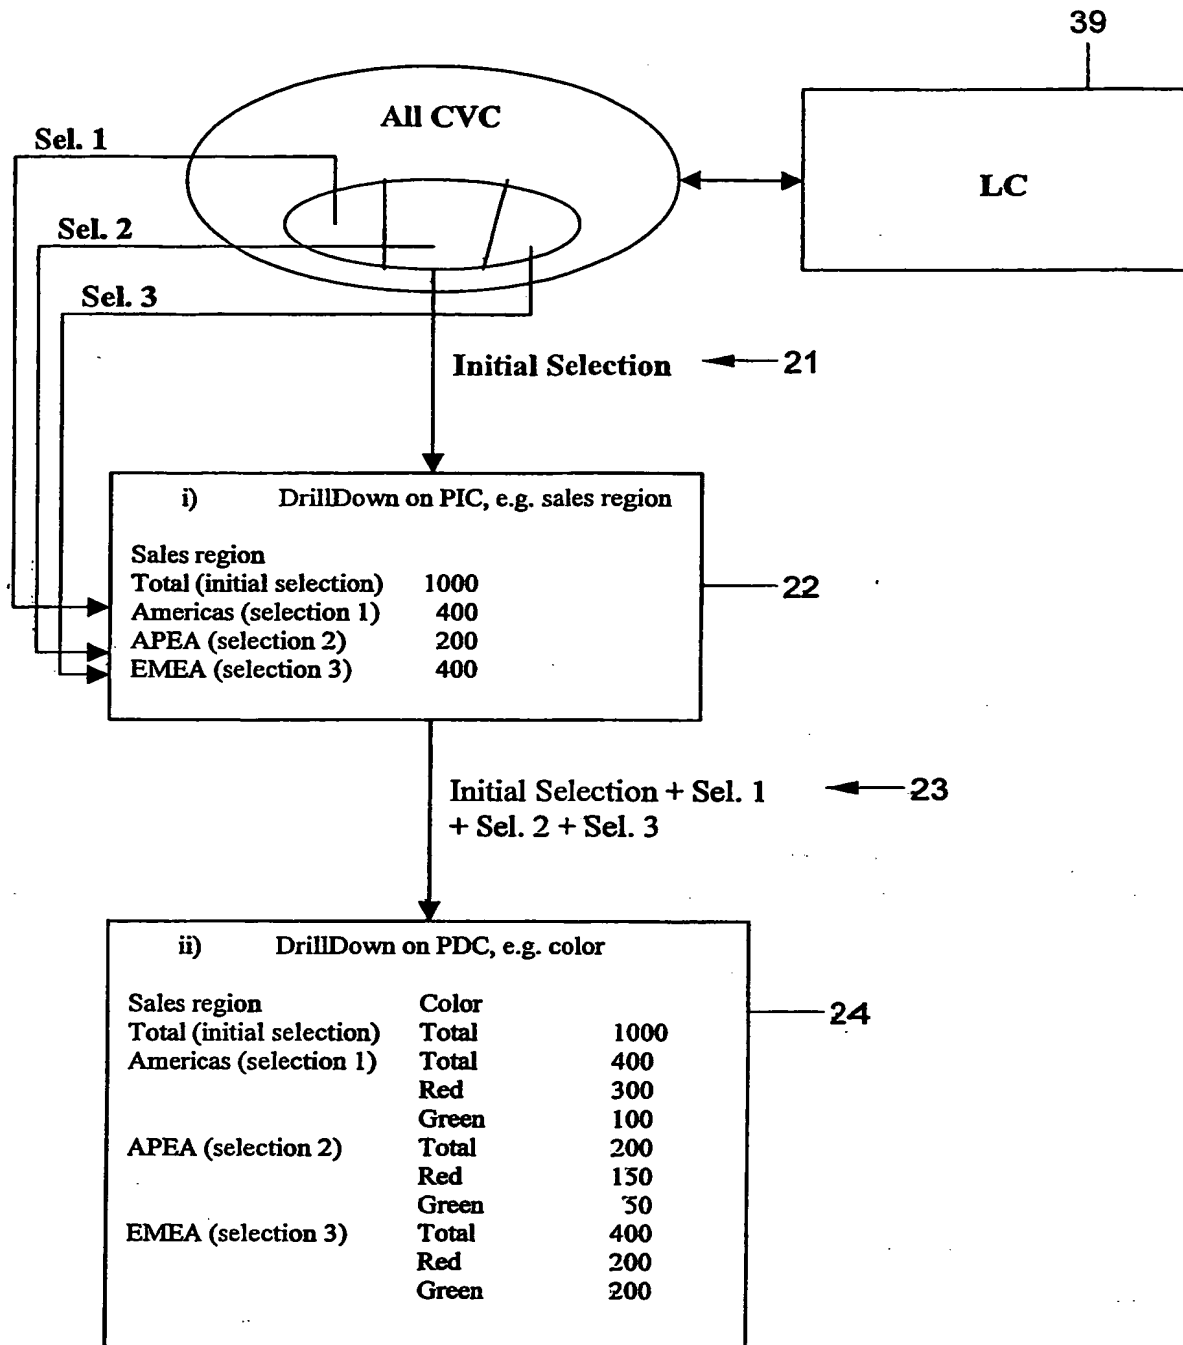 39
All CVC
Sel. 1
LC
Sel. 2
Sel. 3
Initial Selection
21
i) DrillDown on PIC, e.g. sales region
Sales region
Total (initial selection) 1000
Americas (selection 1) 400
APEA (selection 2) 200
EMEA (selection 3) 400
22
Initial Selection + Sel. 1
+ Sel. 2 + Sel. 3
23
ii) DrillDown on PDC, e.g. color
Sales region Color
Total (initial selection) Total 1000
Americas (selection 1) Total 400
Red 300
Green 100
APEA (selection 2) Total 200
Red 150
Green 50
EMEA (selection 3) Total 400
Red 200
Green 200
24